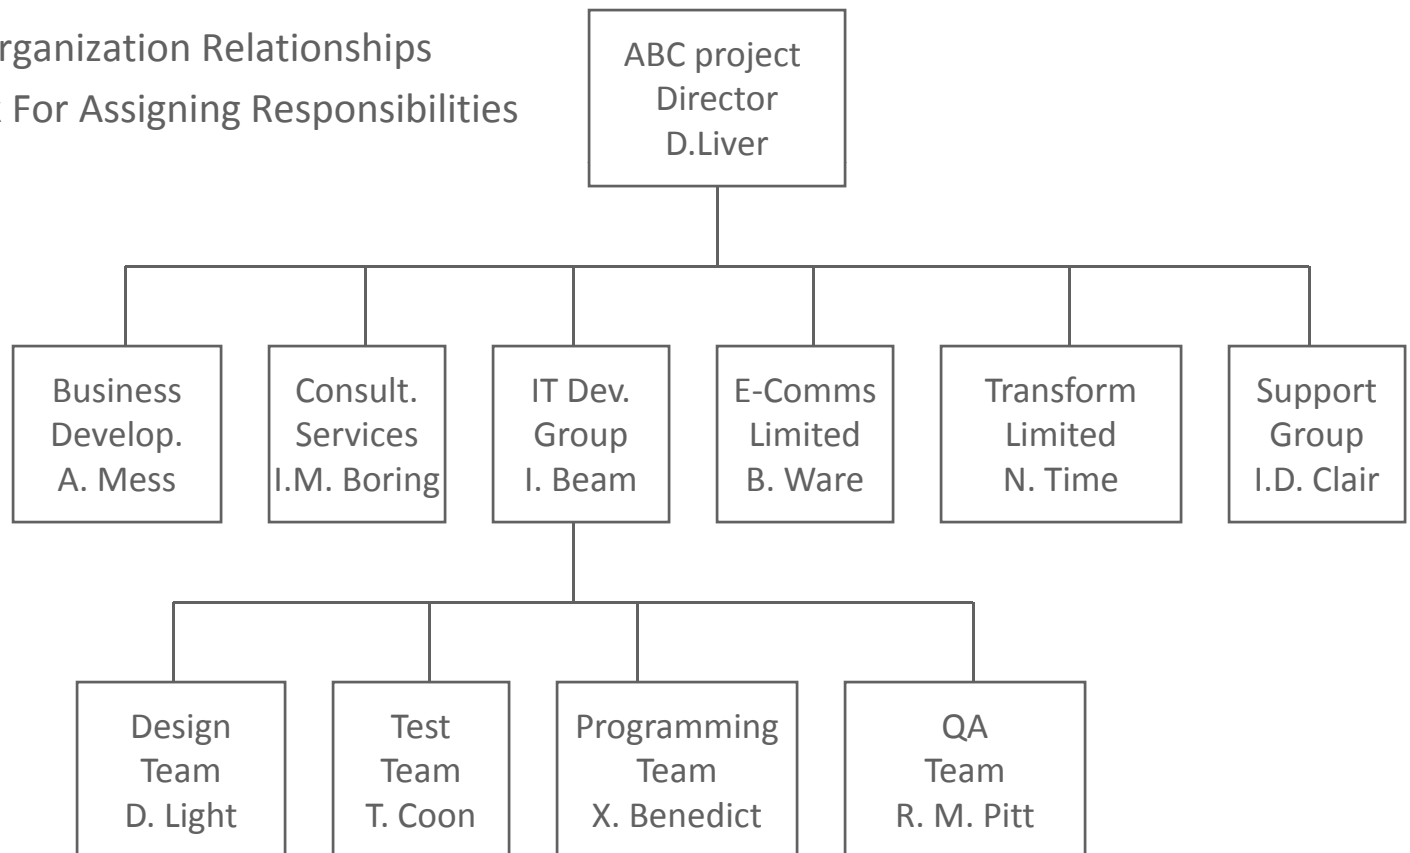 rganization Relationships
For Assigning Responsibilities
ABC project
Director
D.Liver
Business
Develop.
A. Mess
Consult.
Services
I.M. Boring
IT Dev.
Group
I. Beam
E-Comms
Limited
B. Ware
Transform
Limited
N. Time
Support
Group
I.D. Clair
Design
Team
D. Light
Test
Team
T. Coon
Programming
Team
X. Benedict
QA
Team
R. M. Pitt